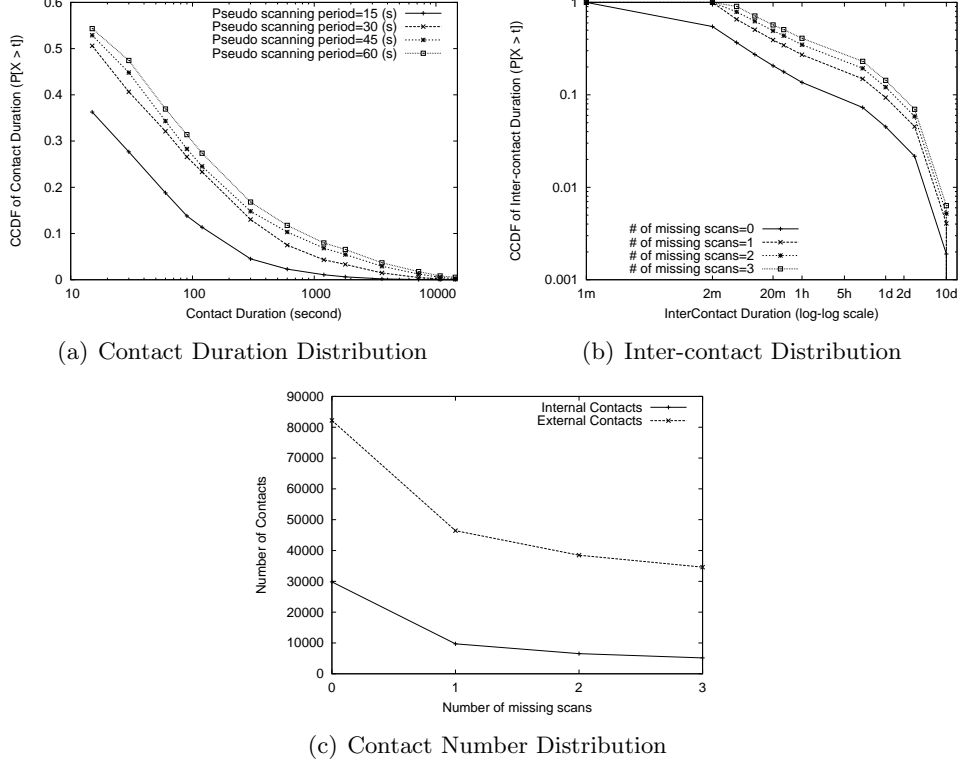 0.6
0.5
0.4
0.3
0.2
0.1
0
CCDF of Contact Duration (P[X > t])
Pseudo scanning period=15 (s)
Pseudo scanning period=30 (s)
Pseudo scanning period=45 (s)
Pseudo scanning period=60 (s)
10 100 1000 10000
Contact Duration (second)
(a) Contact Duration Distribution
1
0.1
0.01
0.001
CCDF of Inter-contact Duration (P[X > t])
# of missing scans=0
# of missing scans=1
# of missing scans=2
# of missing scans=3
1m 2m 20m 1h 5h 1d 2d 10d
InterContact Duration (log-log scale)
(b) Inter-contact Distribution
90000
80000
70000
60000
50000
40000
30000
20000
10000
0
Number of Contacts
Internal Contacts
External Contacts
0 1 2 3
Number of missing scans
(c) Contact Number Distribution